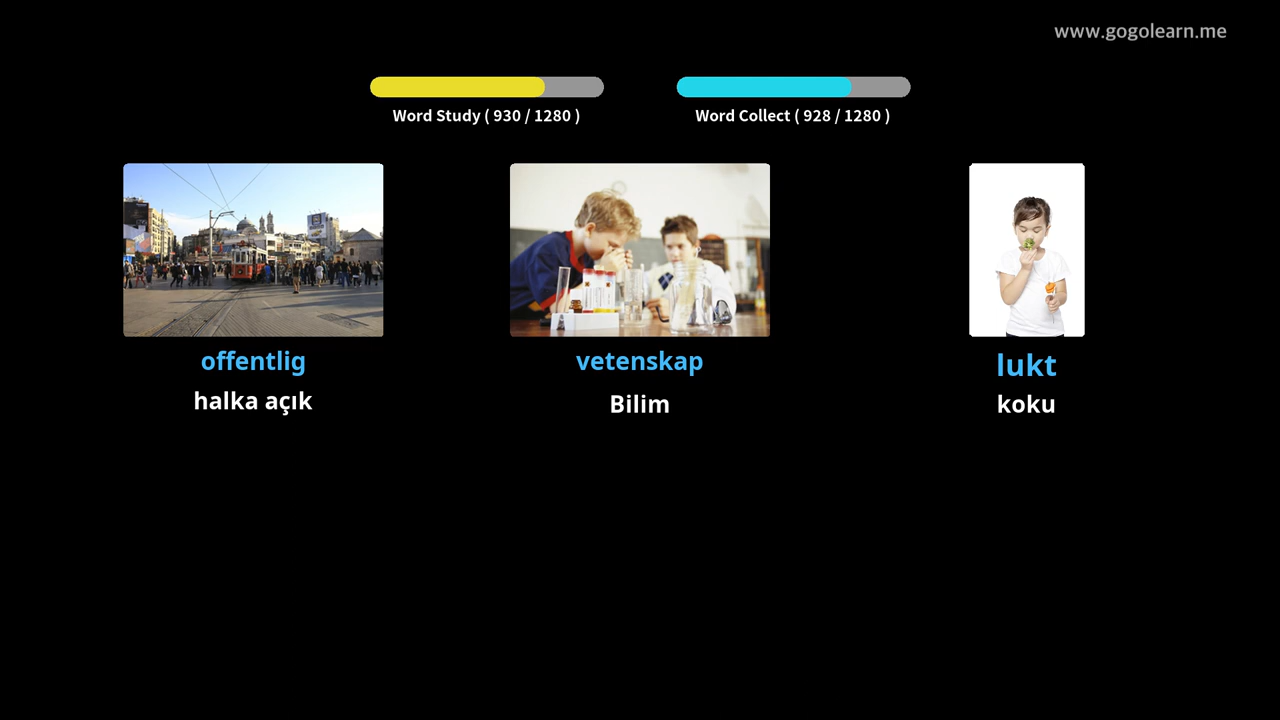 www.gogolearn.me
Word Study ( 930 / 1280 )
Word Collect ( 928 / 1280 )
offentlig
vetenskap
lukt
halka açık
Bilim
koku